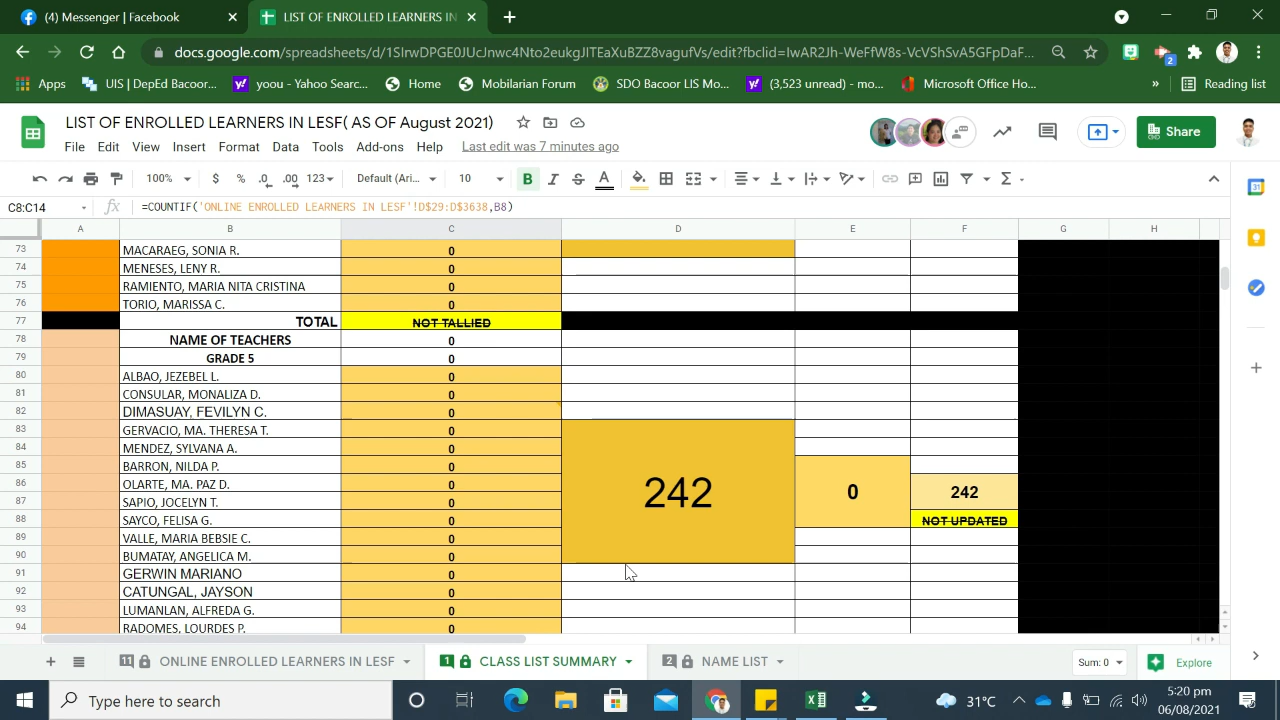 (4) Messenger | Facebook
LIST OF ENROLLED LEARNERS IN
docs.google.com/spreadsheets/d/1SIrwDPGE0JUcJnwc4Nto2eukgJITEaXuBZZ8vagufVs/edit?fbclid=IwAR2Jh-WeFfW8s-VcVShSvA5GFpDaF...
Apps
UIS | DepEd Bacoor...
yoou - Yahoo Searc...
Home
Mobilarian Forum
SDO Bacoor LIS Mo...
(3,523 unread) - mo...
Microsoft Office Ho...
»
Reading list
LIST OF ENROLLED LEARNERS IN LESF( AS OF August 2021)
File Edit View Insert Format Data Tools Add-ons Help Last edit was 7 minutes ago
Share
100% $ % .0 .00 123 Default (Ari... 10 B I S A
C8:C14 fx =COUNTIF('ONLINE ENROLLED LEARNERS IN LESF'!D$29:D$3638,B8)
A B C D E F G H
73 MACARAEG, SONIA R. 0
74 MENESES, LENY R. 0
75 RAMIENTO, MARIA NITA CRISTINA 0
76 TORIO, MARISSA C. 0
77 TOTAL NOT TALLIED
78 NAME OF TEACHERS 0
79 GRADE 5 0
80 ALBAO, JEZEBEL L. 0
81 CONSULAR, MONALIZA D. 0
82 DIMASUAY, FEVILYN C. 0
83 GERVACIO, MA. THERESA T. 0
84 MENDEZ, SYLVANA A. 0
85 BARRON, NILDA P. 0
86 OLARTE, MA. PAZ D. 0 242 0 242
87 SAPIO, JOCELYN T. 0
88 SAYCO, FELISA G. 0 NOT UPDATED
89 VALLE, MARIA BEBSIE C. 0
90 BUMATAY, ANGELICA M. 0
91 GERWIN MARIANO 0
92 CATUNGAL, JAYSON 0
93 LUMANLAN, ALFREDA G. 0
94 RADOMES, LOURDES P. 0
11 ONLINE ENROLLED LEARNERS IN LESF
1 CLASS LIST SUMMARY
2 NAME LIST
Sum: 0
Explore
Type here to search
31°C
5:20 pm
06/08/2021